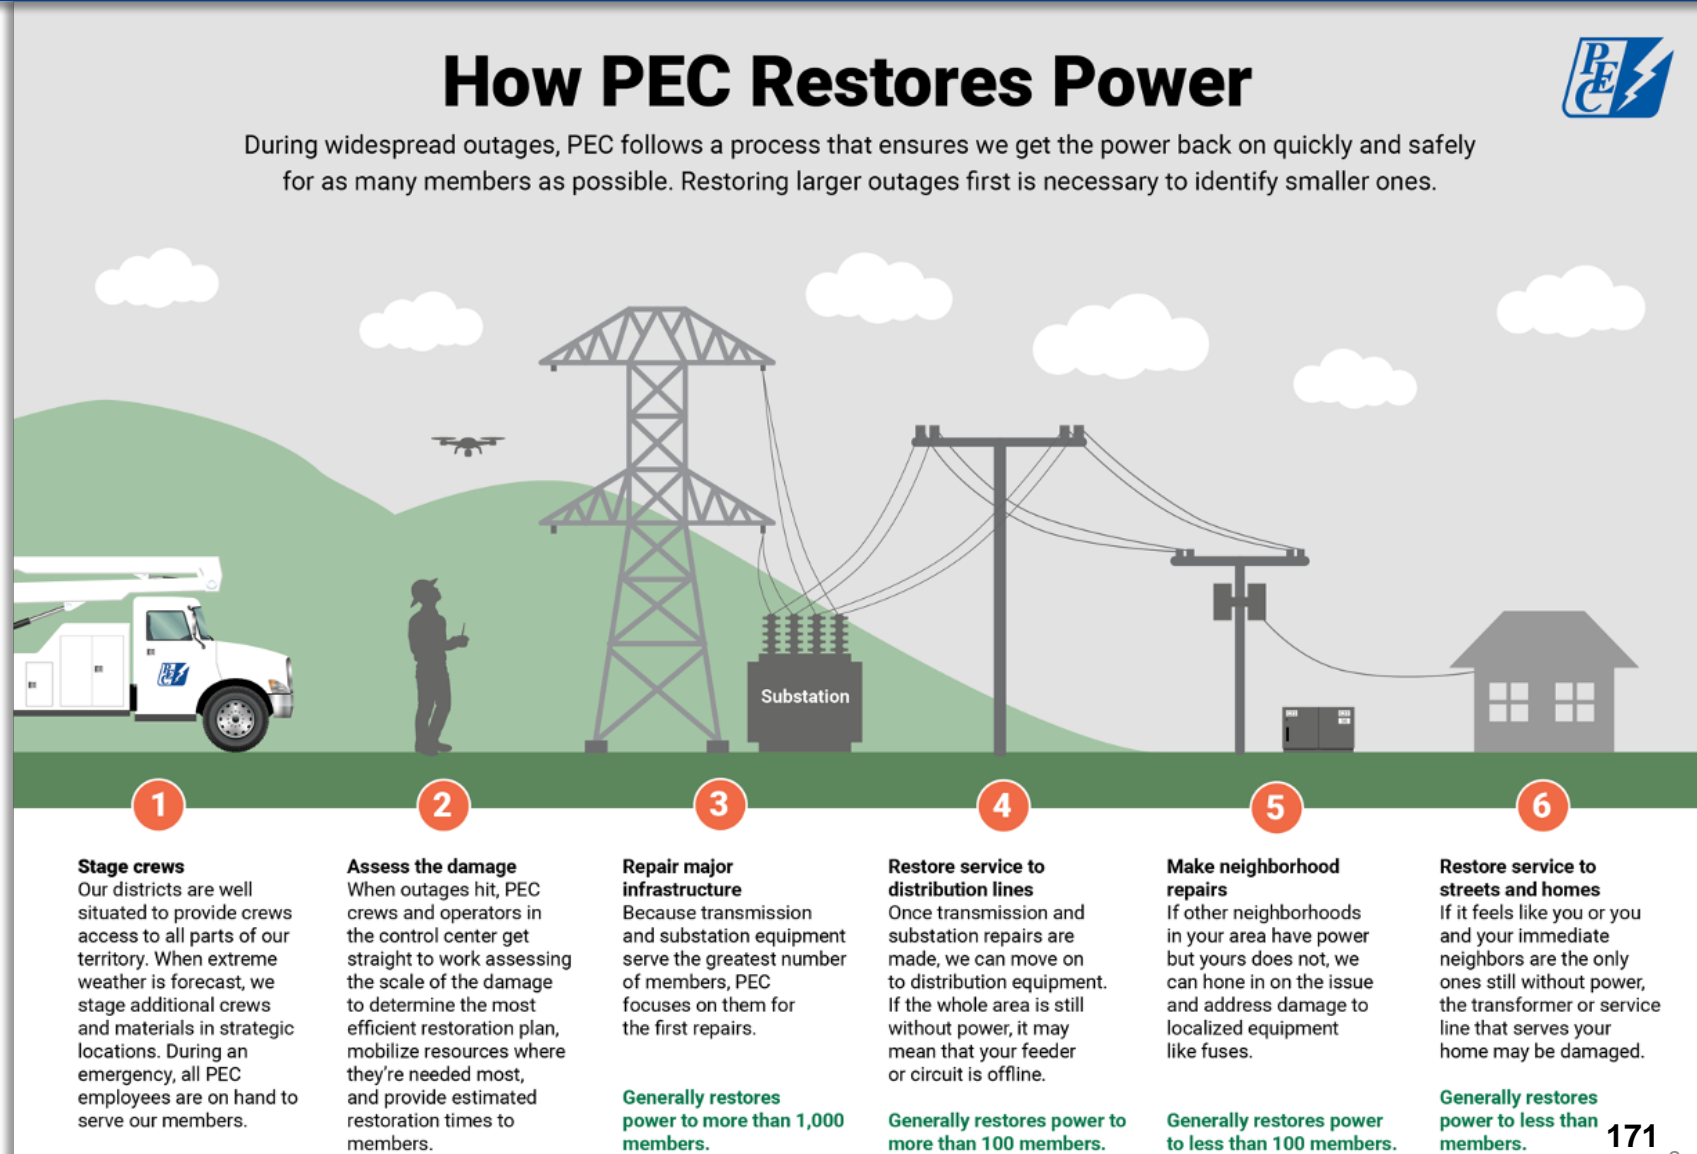 How PEC Restores Power
PEC
During widespread outages, PEC follows a process that ensures we get the power back on quickly and safely
for as many members as possible. Restoring larger outages first is necessary to identify smaller ones.
PEC
Substation
1
Stage crews
Our districts are well
situated to provide crews
access to all parts of our
territory. When extreme
weather is forecast, we
stage additional crews
and materials in strategic
locations. During an
emergency, all PEC
employees are on hand to
serve our members.
2
Assess the damage
When outages hit, PEC
crews and operators in
the control center get
straight to work assessing
the scale of the damage
to determine the most
efficient restoration plan,
mobilize resources where
they're needed most,
and provide estimated
restoration times to
members.
3
Repair major
infrastructure
Because transmission
and substation equipment
serve the greatest number
of members, PEC
focuses on them for
the first repairs.
Generally restores
power to more than 1,000
members.
4
Restore service to
distribution lines
Once transmission and
substation repairs are
made, we can move on
to distribution equipment.
If the whole area is still
without power, it may
mean that your feeder
or circuit is offline.
Generally restores power to
more than 100 members.
5
Make neighborhood
repairs
If other neighborhoods
in your area have power
but yours does not, we
can hone in on the issue
and address damage to
localized equipment
like fuses.
Generally restores power
to less than 100 members.
6
Restore service to
streets and homes
If it feels like you or you
and your immediate
neighbors are the only
ones still without power,
the transformer or service
line that serves your
home may be damaged.
Generally restores
power to less than
members.
171